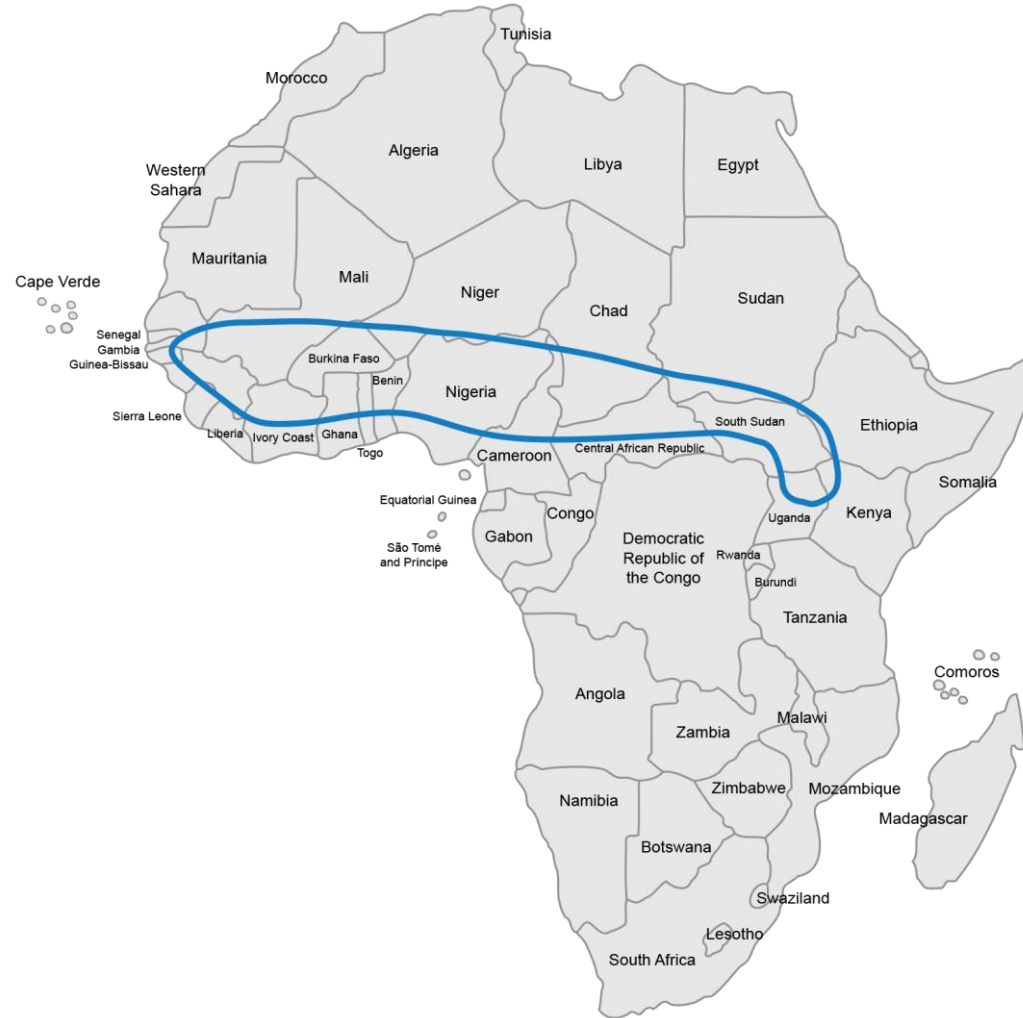 Tunisia
Morocco
Algeria
Libya
Egypt
Western
Sahara
Mauritania
Mali
Niger
Chad
Sudan
Cape Verde
Senegal
Gambia
Guinea-Bissau
Burkina Faso
Benin
Nigeria
Sierra Leone
Liberia
Ivory Coast
Ghana
Togo
South Sudan
Ethiopia
Cameroon
Central African Republic
Somalia
Equatorial Guinea
Gabon
Congo
Uganda
Kenya
São Tomé
and Principe
Democratic
Republic of
the Congo
Rwanda
Burundi
Tanzania
Comoros
Angola
Zambia
Malawi
Namibia
Zimbabwe
Mozambique
Madagascar
Botswana
Swaziland
Lesotho
South Africa